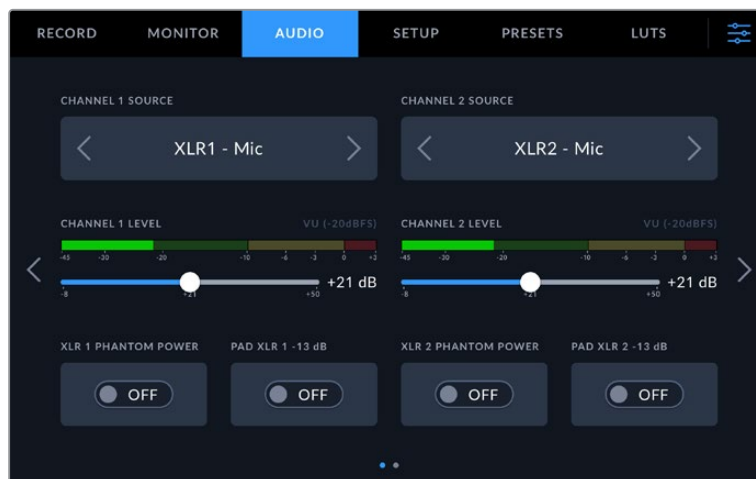 RECORD MONITOR AUDIO SETUP PRESETS LUTS
CHANNEL 1 SOURCE CHANNEL 2 SOURCE
XLR1 - Mic XLR2 - Mic
CHANNEL 1 LEVEL VU (-20dBFS) CHANNEL 2 LEVEL VU (-20dBFS)
-45 -30 -20 -10 -6 -3 0 +3 -45 -30 -20 -10 -6 -3 0 +3
+21 dB +21 dB
-8 +21 +50 -8 +21 +50
XLR 1 PHANTOM POWER PAD XLR 1 -13 dB XLR 2 PHANTOM POWER PAD XLR 2 -13 dB
OFF OFF OFF OFF